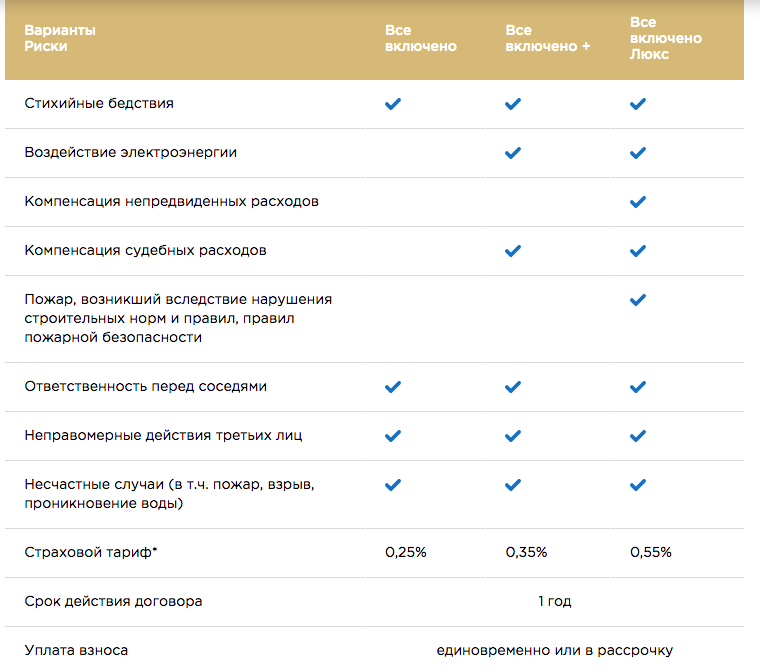 Варианты
Риски
Все
включено
Все
включено +
Все
включено
Люкс
Стихийные бедствия
Воздействие электроэнергии
Компенсация непредвиденных расходов
Компенсация судебных расходов
Пожар, возникший вследствие нарушения
строительных норм и правил, правил
пожарной безопасности
Ответственность перед соседями
Неправомерные действия третьих лиц
Несчастные случаи (в т.ч. пожар, взрыв,
проникновение воды)
Страховой тариф* 0,25% 0,35% 0,55%
Срок действия договора 1 год
Уплата взноса единовременно или в рассрочку